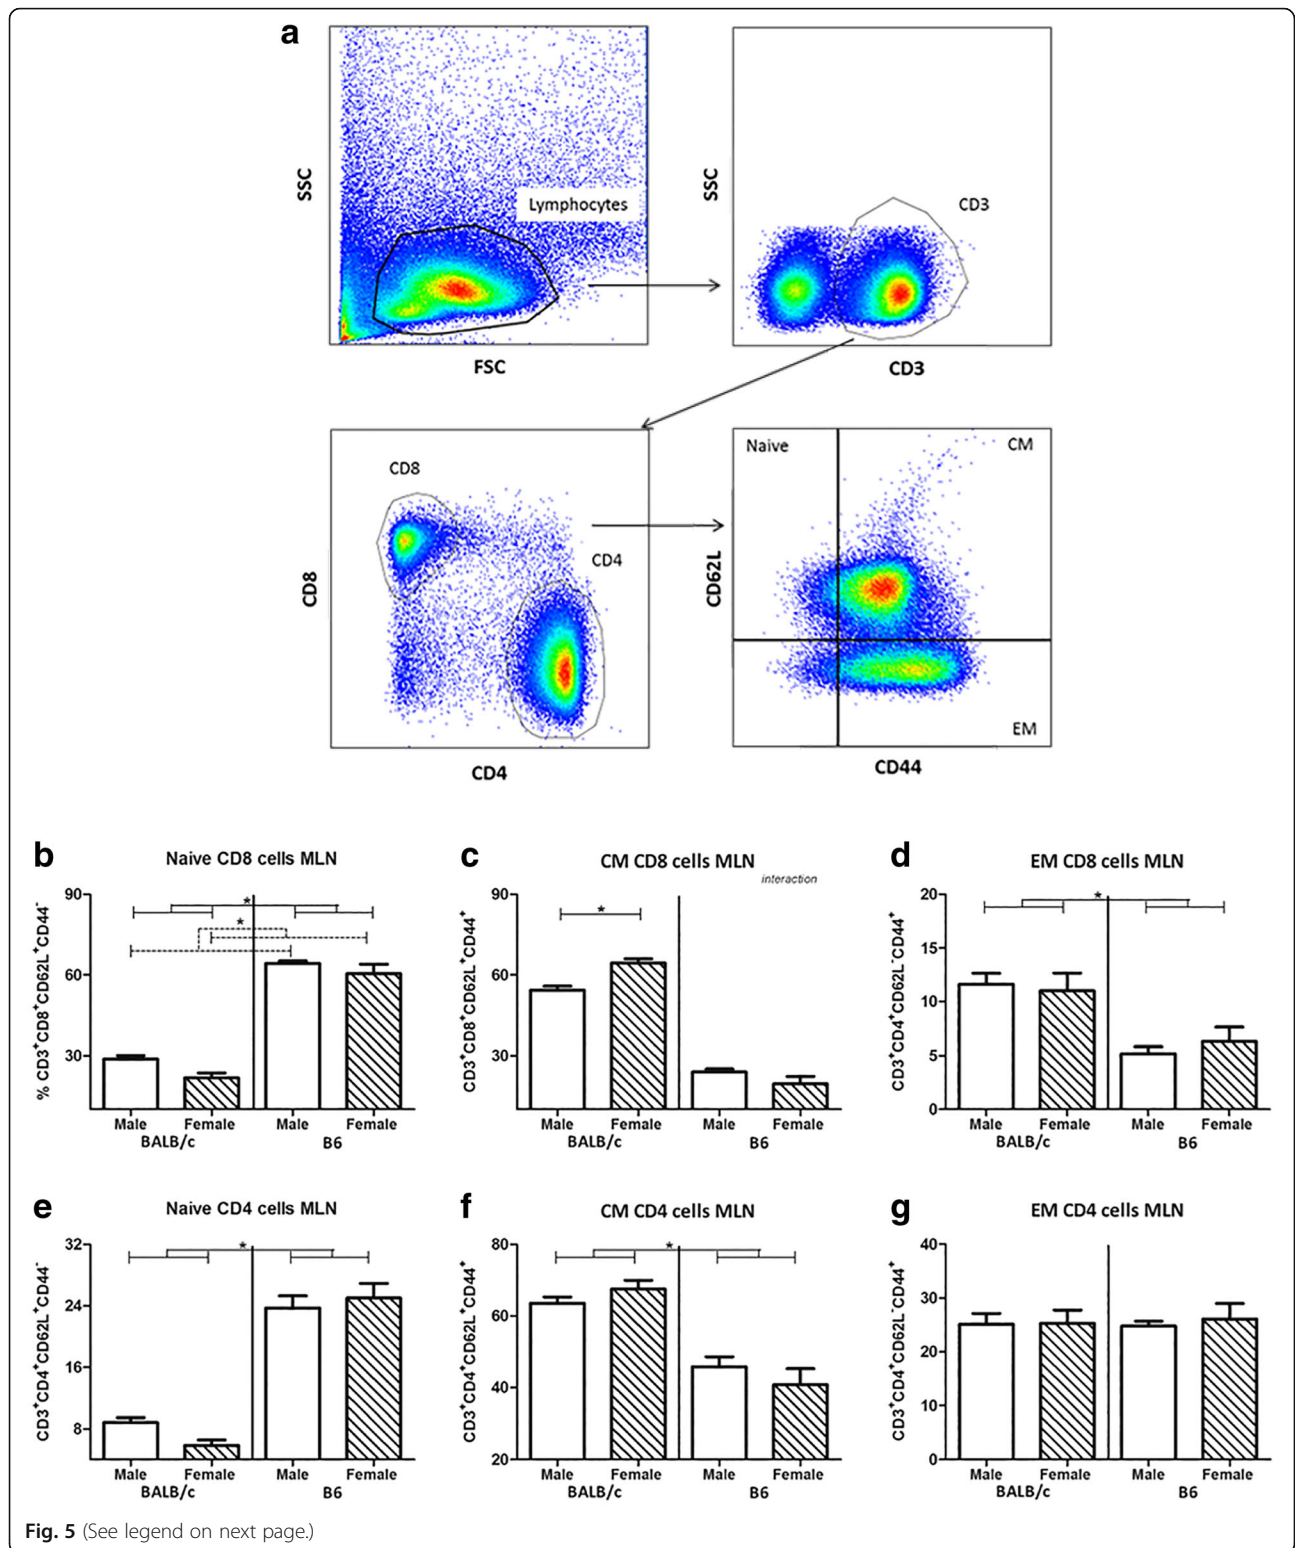 a
SSC
Lymphocytes
FSC
SSC
CD3
CD3
CD8
CD8
CD4
CD4
Naive
CM
CD62L
EM
CD44
b
Naive CD8 cells MLN
% CD3+CD8+CD62L+CD44-
90
60
30
*
*
Male Female Male Female
BALB/c B6
c
CM CD8 cells MLN
interaction
CD3+CD8+CD62L+CD44+
90
60
30
*
Male Female Male Female
BALB/c B6
d
EM CD8 cells MLN
CD3+CD4+CD62L-CD44+
20
15
10
5
0
*
Male Female Male Female
BALB/c B6
e
Naive CD4 cells MLN
CD3+CD4+CD62L+CD44-
32
24
16
8
*
Male Female Male Female
BALB/c B6
f
CM CD4 cells MLN
CD3+CD4+CD62L+CD44+
80
60
40
20
*
Male Female Male Female
BALB/c B6
g
EM CD4 cells MLN
CD3+CD4+CD62L-CD44+
40
30
20
10
0
Male Female Male Female
BALB/c B6
Fig. 5 (See legend on next page.)